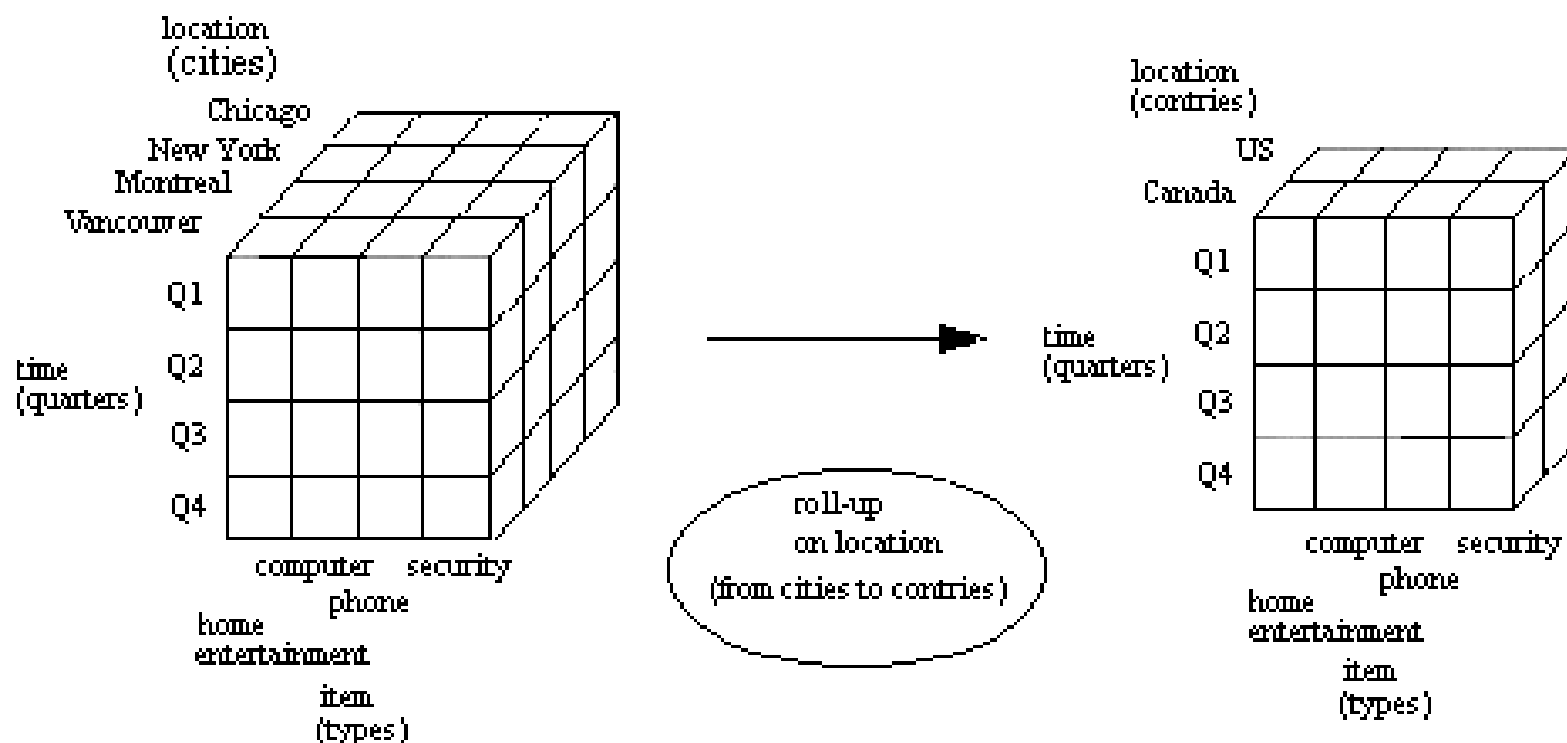 location
(cities)
Chicago
New York
Montreal
Vancouver
Q1
Q2
Q3
Q4
time
(quarters)
computer security
phone
home
entertainment
item
(types)
roll-up
on location
(from cities to contries)
location
(contries)
US
Canada
Q1
Q2
Q3
Q4
time
(quarters)
computer security
phone
home
entertainment
item
(types)